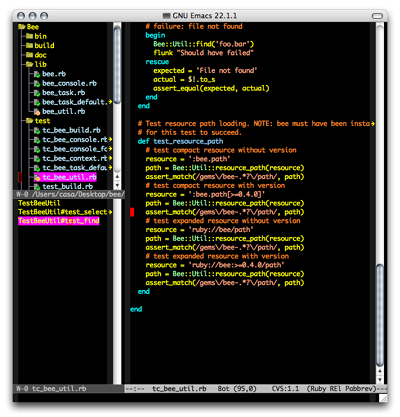 GNU Emacs 22.1.1
Bee
bin
build
doc
lib
bee.rb
bee_console.rb
bee_task.rb
bee_task_default.
bee_util.rb
test
tc_bee_build.rb
tc_bee_console.rb
tc_bee_console_fo
tc_bee_context.rb
tc_bee_task_defau
tc_bee_util.rb
test_build.rb
W-0 /Users/casa/Desktop/bee/
TestBeeUtil
TestBeeUtil#test_select
TestBeeUtil#test_find
W-0 tc_bee_util.rb
# failure: file not found
begin
Bee::Util::find('foo.bar')
flunk "Should have failed"
rescue
expected = 'File not found'
actual = $!.to_s
assert_equal(expected, actual)
end
end
# Test resource path loading. NOTE: bee must have been insta
# for this test to succeed.
def test_resource_path
# test compact resource without version
resource = ':bee.path'
path = Bee::Util::resource_path(resource)
assert_match(/gems\/bee-.*?\/path/, path)
# test compact resource with version
resource = ':bee.path[>=0.4.0]'
path = Bee::Util::resource_path(resource)
assert_match(/gems\/bee-.*?\/path/, path)
# test expanded resource without version
resource = 'ruby://bee/path'
path = Bee::Util::resource_path(resource)
assert_match(/gems\/bee-.*?\/path/, path)
# test expanded resource with version
resource = 'ruby://bee:>=0.4.0/path'
path = Bee::Util::resource_path(resource)
assert_match(/gems\/bee-.*?\/path/, path)
end
end
--:-- tc_bee_util.rb Bot (95,0) CVS:1.1 (Ruby REl Pabbrev)---